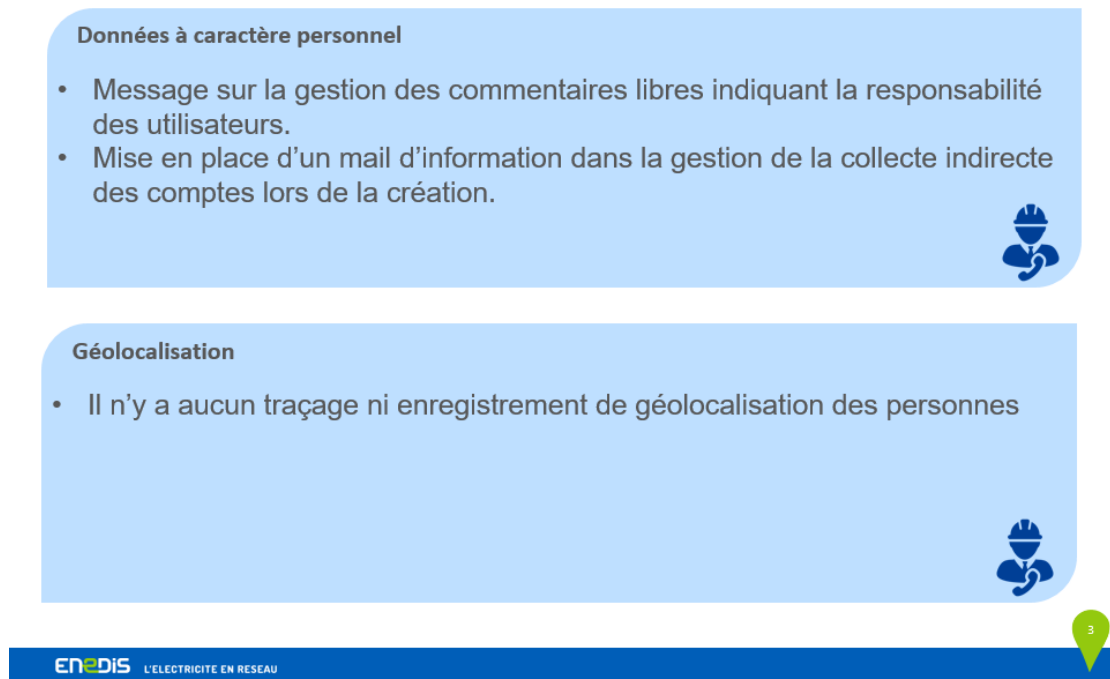 Données à caractère personnel
• Message sur la gestion des commentaires libres indiquant la responsabilité
des utilisateurs.
• Mise en place d’un mail d’information dans la gestion de la collecte indirecte
des comptes lors de la création.
Géolocalisation
• Il n’y a aucun traçage ni enregistrement de géolocalisation des personnes
3
ENEDIS L'ELECTRICITE EN RESEAU